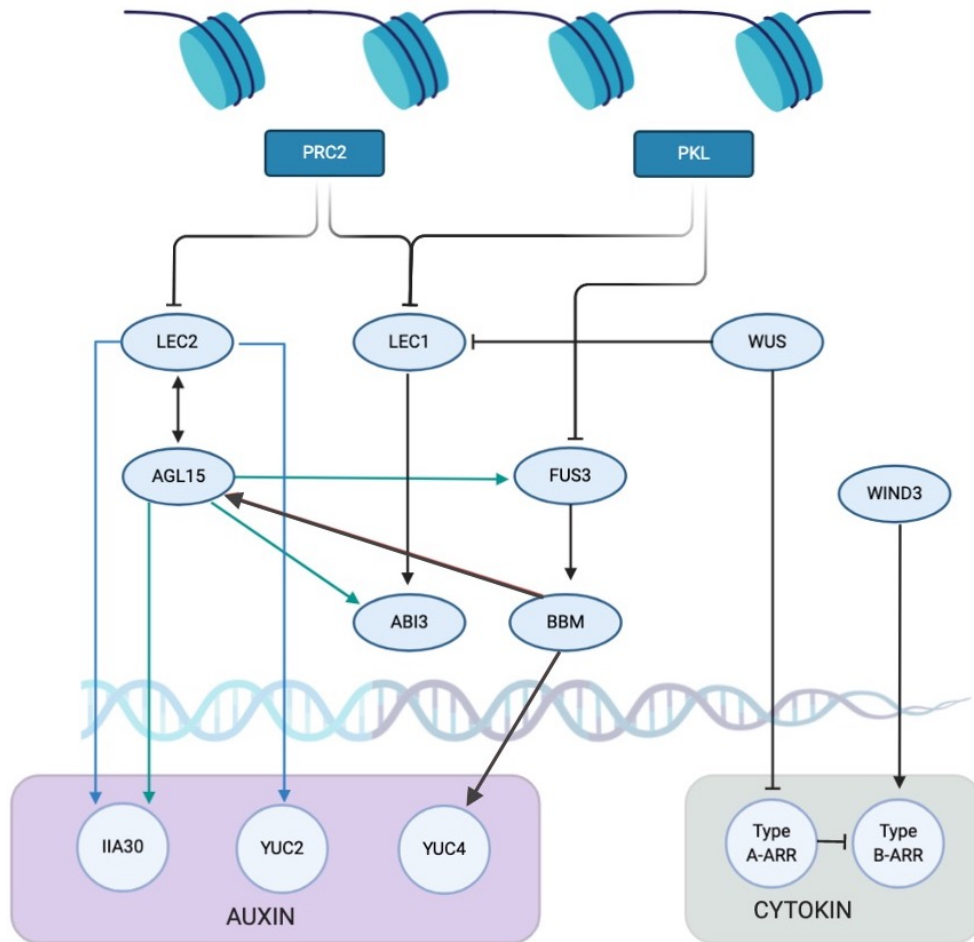 PRC2
PKL
LEC2
LEC1
WUS
AGL15
FUS3
WIND3
ABI3
BBM
IIA30
YUC2
YUC4
Type
A-ARR
Type
B-ARR
AUXIN
CYTOKIN